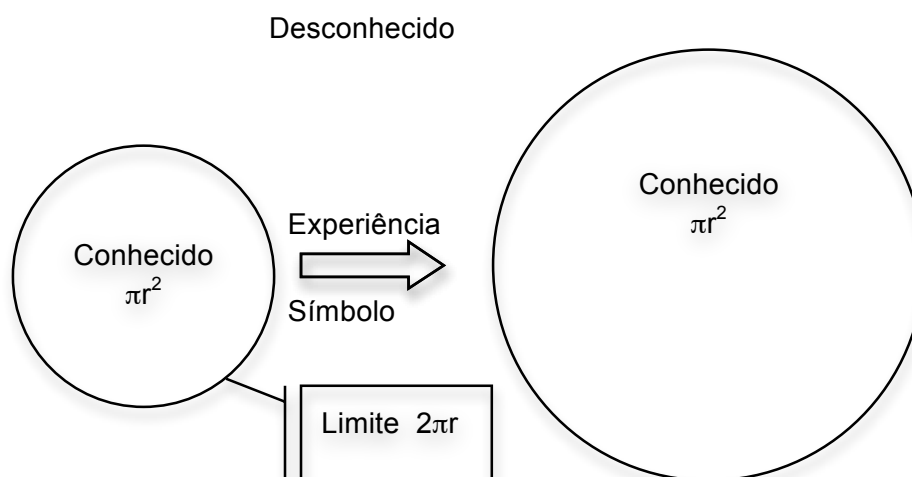 Desconhecido
Conhecido
πr²
Experiência
Símbolo
Conhecido
πr²
Limite 2πr